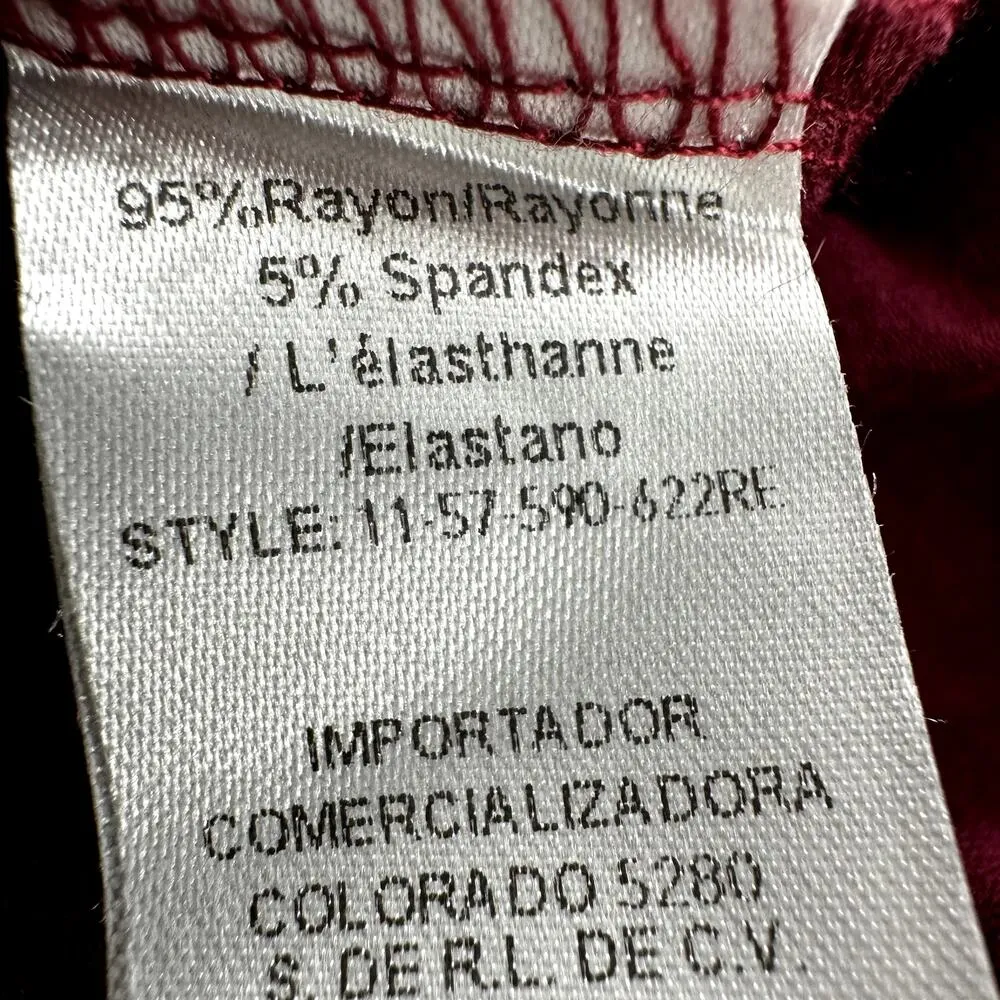 95%Rayon/Rayonne
5% Spandex
/ L'élasthanne
/Elastano
STYLE: 11-57-590-622RE
IMPORTADOR
COMERCIALIZADORA
COLORADO 5280
S. DE R.L. DE C.V.